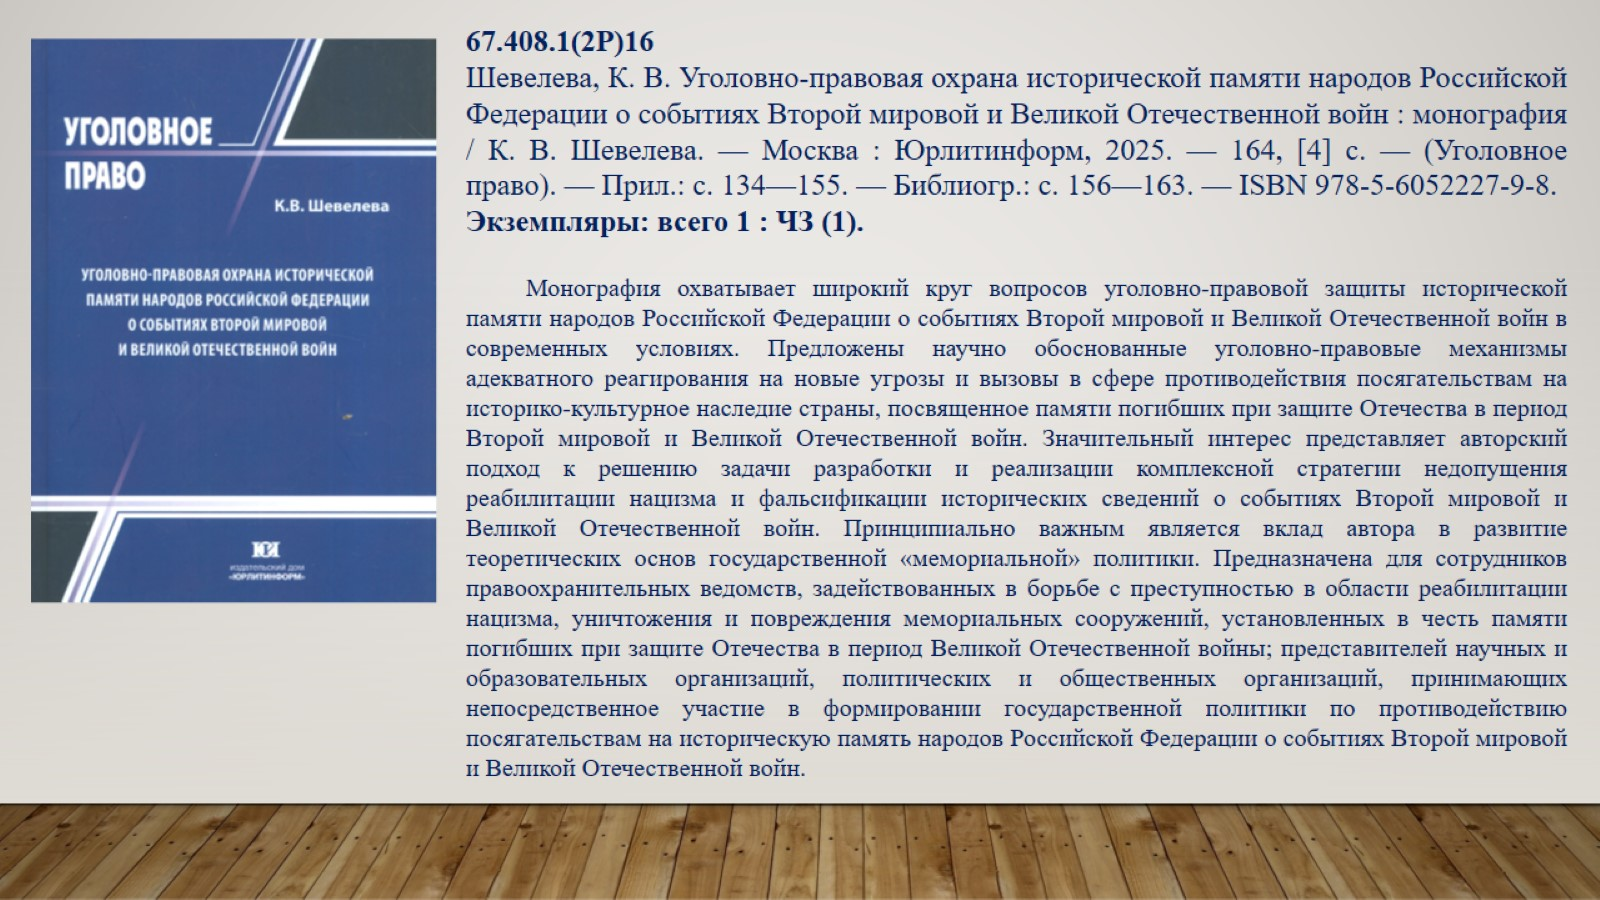 УГОЛОВНОЕ
ПРАВО
К.В. Шевелева
УГОЛОВНО-ПРАВОВАЯ ОХРАНА ИСТОРИЧЕСКОЙ
ПАМЯТИ НАРОДОВ РОССИЙСКОЙ ФЕДЕРАЦИИ
О СОБЫТИЯХ ВТОРОЙ МИРОВОЙ
И ВЕЛИКОЙ ОТЕЧЕСТВЕННОЙ ВОЙН
ИЗДАТЕЛЬСКИЙ ДОМ
«ЮРЛИТИНФОРМ»
67.408.1(2Р)16
Шевелева, К. В. Уголовно-правовая охрана исторической памяти народов Российской
Федерации о событиях Второй мировой и Великой Отечественной войн : монография
/ К. В. Шевелева. — Москва : Юрлитинформ, 2025. — 164, [4] с. — (Уголовное
право). — Прил.: с. 134—155. — Библиогр.: с. 156—163. — ISBN 978-5-6052227-9-8.
Экземпляры: всего 1 : ЧЗ (1).
Монография охватывает широкий круг вопросов уголовно-правовой защиты исторической
памяти народов Российской Федерации о событиях Второй мировой и Великой Отечественной войн в
современных условиях. Предложены научно обоснованные уголовно-правовые механизмы
адекватного реагирования на новые угрозы и вызовы в сфере противодействия посягательствам на
историко-культурное наследие страны, посвященное памяти погибших при защите Отечества в период
Второй мировой и Великой Отечественной войн. Значительный интерес представляет авторский
подход к решению задачи разработки и реализации комплексной стратегии недопущения
реабилитации нацизма и фальсификации исторических сведений о событиях Второй мировой и
Великой Отечественной войн. Принципиально важным является вклад автора в развитие
теоретических основ государственной «мемориальной» политики. Предназначена для сотрудников
правоохранительных ведомств, задействованных в борьбе с преступностью в области реабилитации
нацизма, уничтожения и повреждения мемориальных сооружений, установленных в честь памяти
погибших при защите Отечества в период Великой Отечественной войны; представителей научных и
образовательных организаций, политических и общественных организаций, принимающих
непосредственное участие в формировании государственной политики по противодействию
посягательствам на историческую память народов Российской Федерации о событиях Второй мировой
и Великой Отечественной войн.